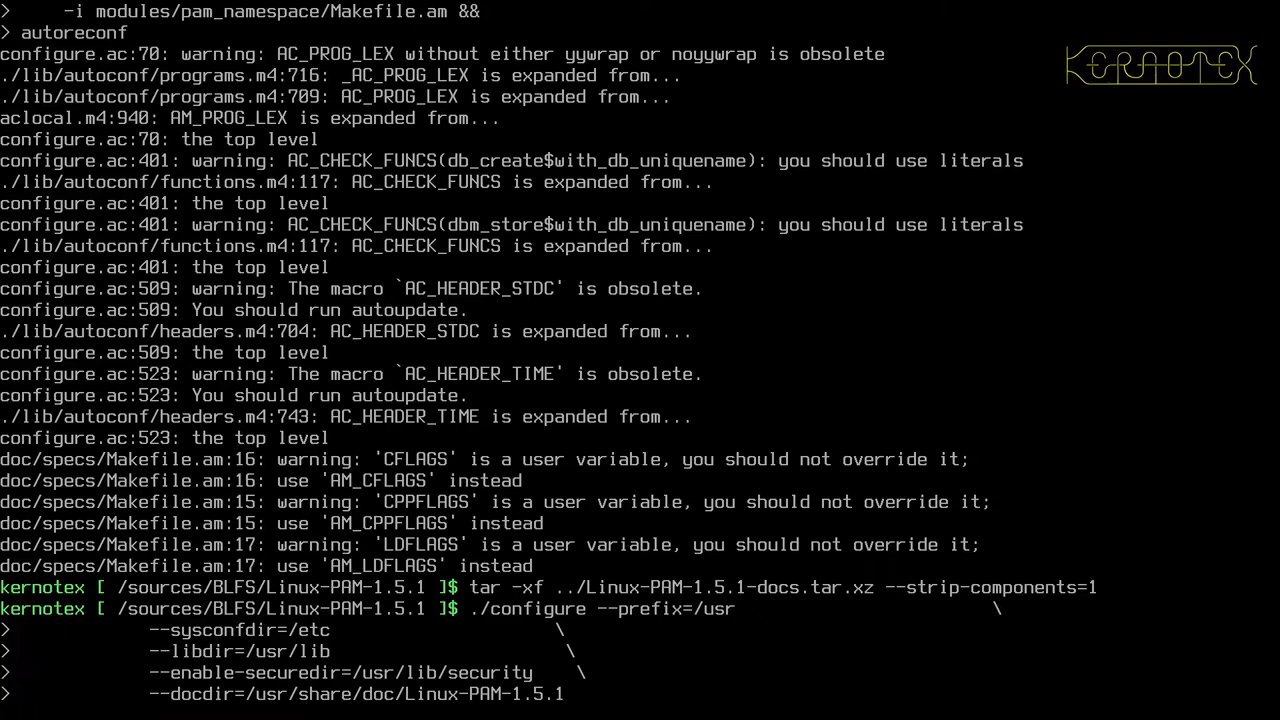 >     -i modules/pam_namespace/Makefile.am &&
> autoreconf
configure.ac:70: warning: AC_PROG_LEX without either yywrap or noyywrap is obsolete
./lib/autoconf/programs.m4:716: _AC_PROG_LEX is expanded from...
./lib/autoconf/programs.m4:709: AC_PROG_LEX is expanded from...
aclocal.m4:940: AM_PROG_LEX is expanded from...
configure.ac:70: the top level
configure.ac:401: warning: AC_CHECK_FUNCS(db_create$with_db_uniquename): you should use literals
./lib/autoconf/functions.m4:117: AC_CHECK_FUNCS is expanded from...
configure.ac:401: the top level
configure.ac:401: warning: AC_CHECK_FUNCS(dbm_store$with_db_uniquename): you should use literals
./lib/autoconf/functions.m4:117: AC_CHECK_FUNCS is expanded from...
configure.ac:401: the top level
configure.ac:509: warning: The macro `AC_HEADER_STDC' is obsolete.
configure.ac:509: You should run autoupdate.
./lib/autoconf/headers.m4:704: AC_HEADER_STDC is expanded from...
configure.ac:509: the top level
configure.ac:523: warning: The macro `AC_HEADER_TIME' is obsolete.
configure.ac:523: You should run autoupdate.
./lib/autoconf/headers.m4:743: AC_HEADER_TIME is expanded from...
configure.ac:523: the top level
doc/specs/Makefile.am:16: warning: 'CFLAGS' is a user variable, you should not override it;
doc/specs/Makefile.am:16: use 'AM_CFLAGS' instead
doc/specs/Makefile.am:15: warning: 'CPPFLAGS' is a user variable, you should not override it;
doc/specs/Makefile.am:15: use 'AM_CPPFLAGS' instead
doc/specs/Makefile.am:17: warning: 'LDFLAGS' is a user variable, you should not override it;
doc/specs/Makefile.am:17: use 'AM_LDFLAGS' instead
kernotex [ /sources/BLFS/Linux-PAM-1.5.1 ]$ tar -xf ../Linux-PAM-1.5.1-docs.tar.xz --strip-components=1
kernotex [ /sources/BLFS/Linux-PAM-1.5.1 ]$ ./configure --prefix=/usr                        \
>             --sysconfdir=/etc                     \
>             --libdir=/usr/lib                      \
>             --enable-securedir=/usr/lib/security    \
>             --docdir=/usr/share/doc/Linux-PAM-1.5.1
KERNOTEX